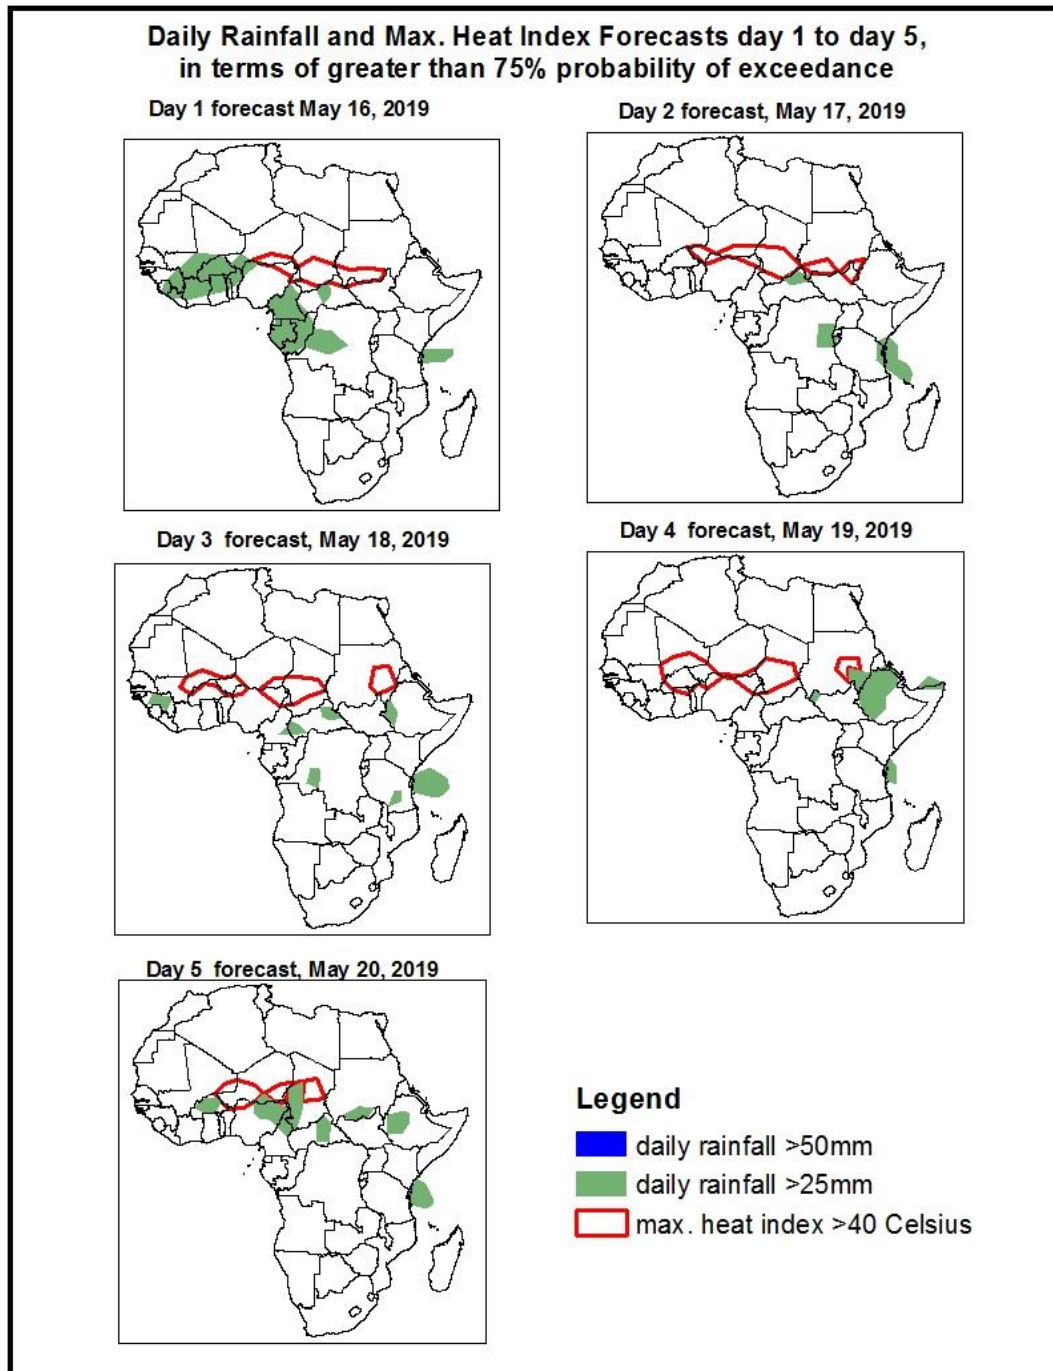 Daily Rainfall and Max. Heat Index Forecasts day 1 to day 5,
in terms of greater than 75% probability of exceedance
Day 1 forecast May 16, 2019
Day 2 forecast, May 17, 2019
Day 3 forecast, May 18, 2019
Day 4 forecast, May 19, 2019
Day 5 forecast, May 20, 2019
Legend
daily rainfall >50mm
daily rainfall >25mm
max. heat index >40 Celsius